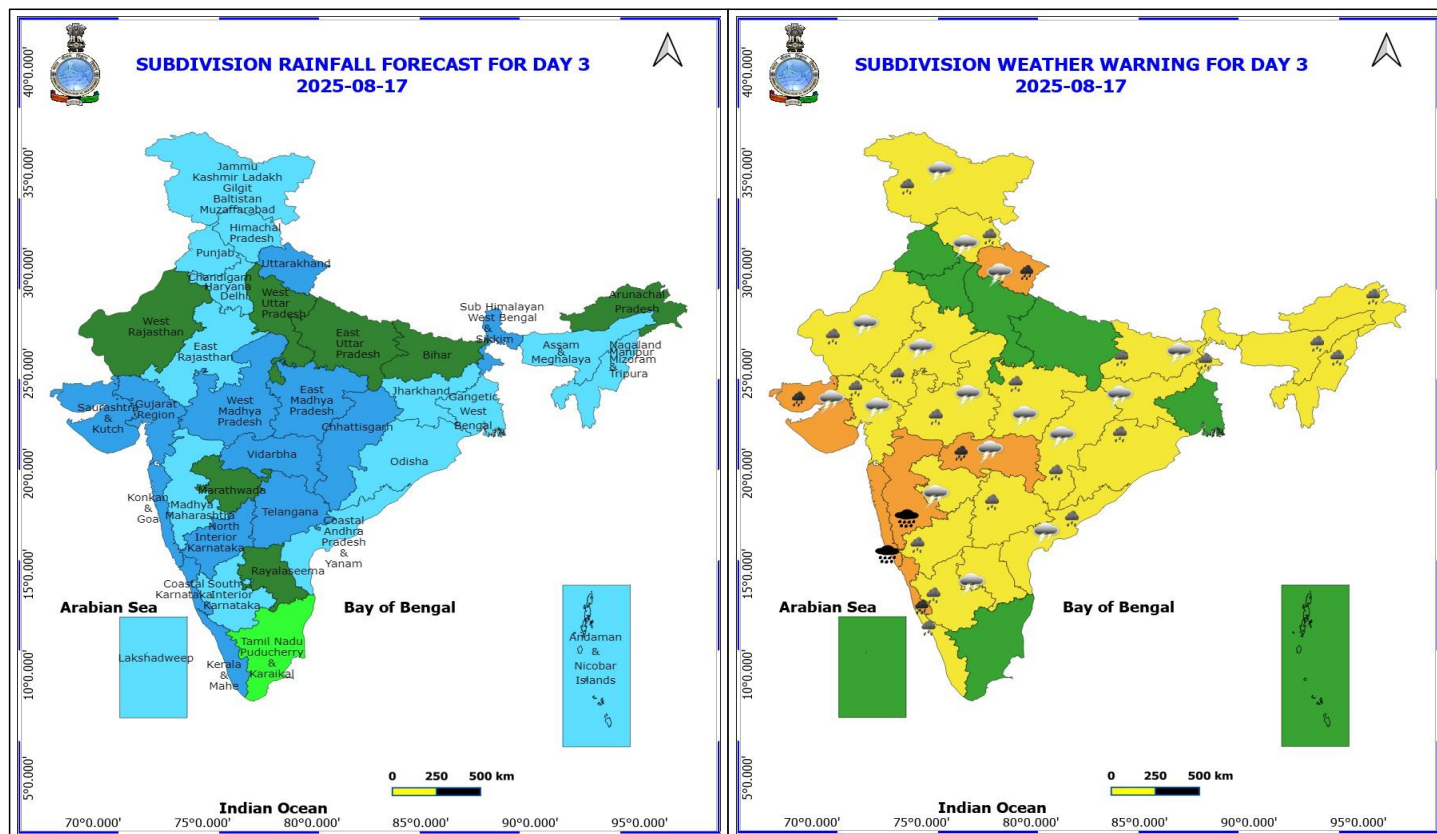 SUBDIVISION RAINFALL FORECAST FOR DAY 3
2025-08-17
40°0.000'
35°0.000'
30°0.000'
25°0.000'
20°0.000'
15°0.000'
10°0.000'
5°0.000'
Jammu
Kashmir Ladakh
Gilgit
Baltistan
Muzaffarabad
Himachal
Pradesh
Punjab
Uttarakhand
Chandigarh
Haryana
Delhi
West
Uttar
Pradesh
West
Rajasthan
East
Rajasthan
East
Uttar
Pradesh
Bihar
Sub Himalayan
West Bengal
&
Sikkim
Arunachal
Pradesh
Assam
&
Meghalaya
Nagaland
Manipur
Mizoram
&
Tripura
Jharkhand
Gangetic
West
Bengal
East
Madhya
Pradesh
West
Madhya
Pradesh
Gujarat
Region
Saurashtra
&
Kutch
Chhattisgarh
Vidarbha
Odisha
Marathwada
Konkan
&
Goa
Madhya
Maharashtra
Telangana
North
Interior
Karnataka
Coastal
Andhra
Pradesh
&
Yanam
Rayalaseema
Coastal
Karnataka
South
Interior
Karnataka
Arabian Sea
Bay of Bengal
Tamil Nadu
Puducherry
&
Karaikal
Lakshadweep
Kerala
&
Mahe
Andaman
&
Nicobar
Islands
0 250 500 km
Indian Ocean
70°0.000' 75°0.000' 80°0.000' 85°0.000' 90°0.000' 95°0.000'
SUBDIVISION WEATHER WARNING FOR DAY 3
2025-08-17
40°0.000'
35°0.000'
30°0.000'
25°0.000'
20°0.000'
15°0.000'
10°0.000'
5°0.000'
Arabian Sea
Bay of Bengal
0 250 500 km
Indian Ocean
70°0.000' 75°0.000' 80°0.000' 85°0.000' 90°0.000' 95°0.000'